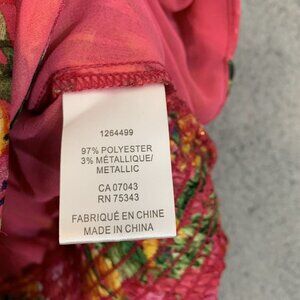 1264499
97% POLYESTER
3% MÉTALLIQUE/
METALLIC
CA 07043
RN 75343
FABRIQUÉ EN CHINE
MADE IN CHINA